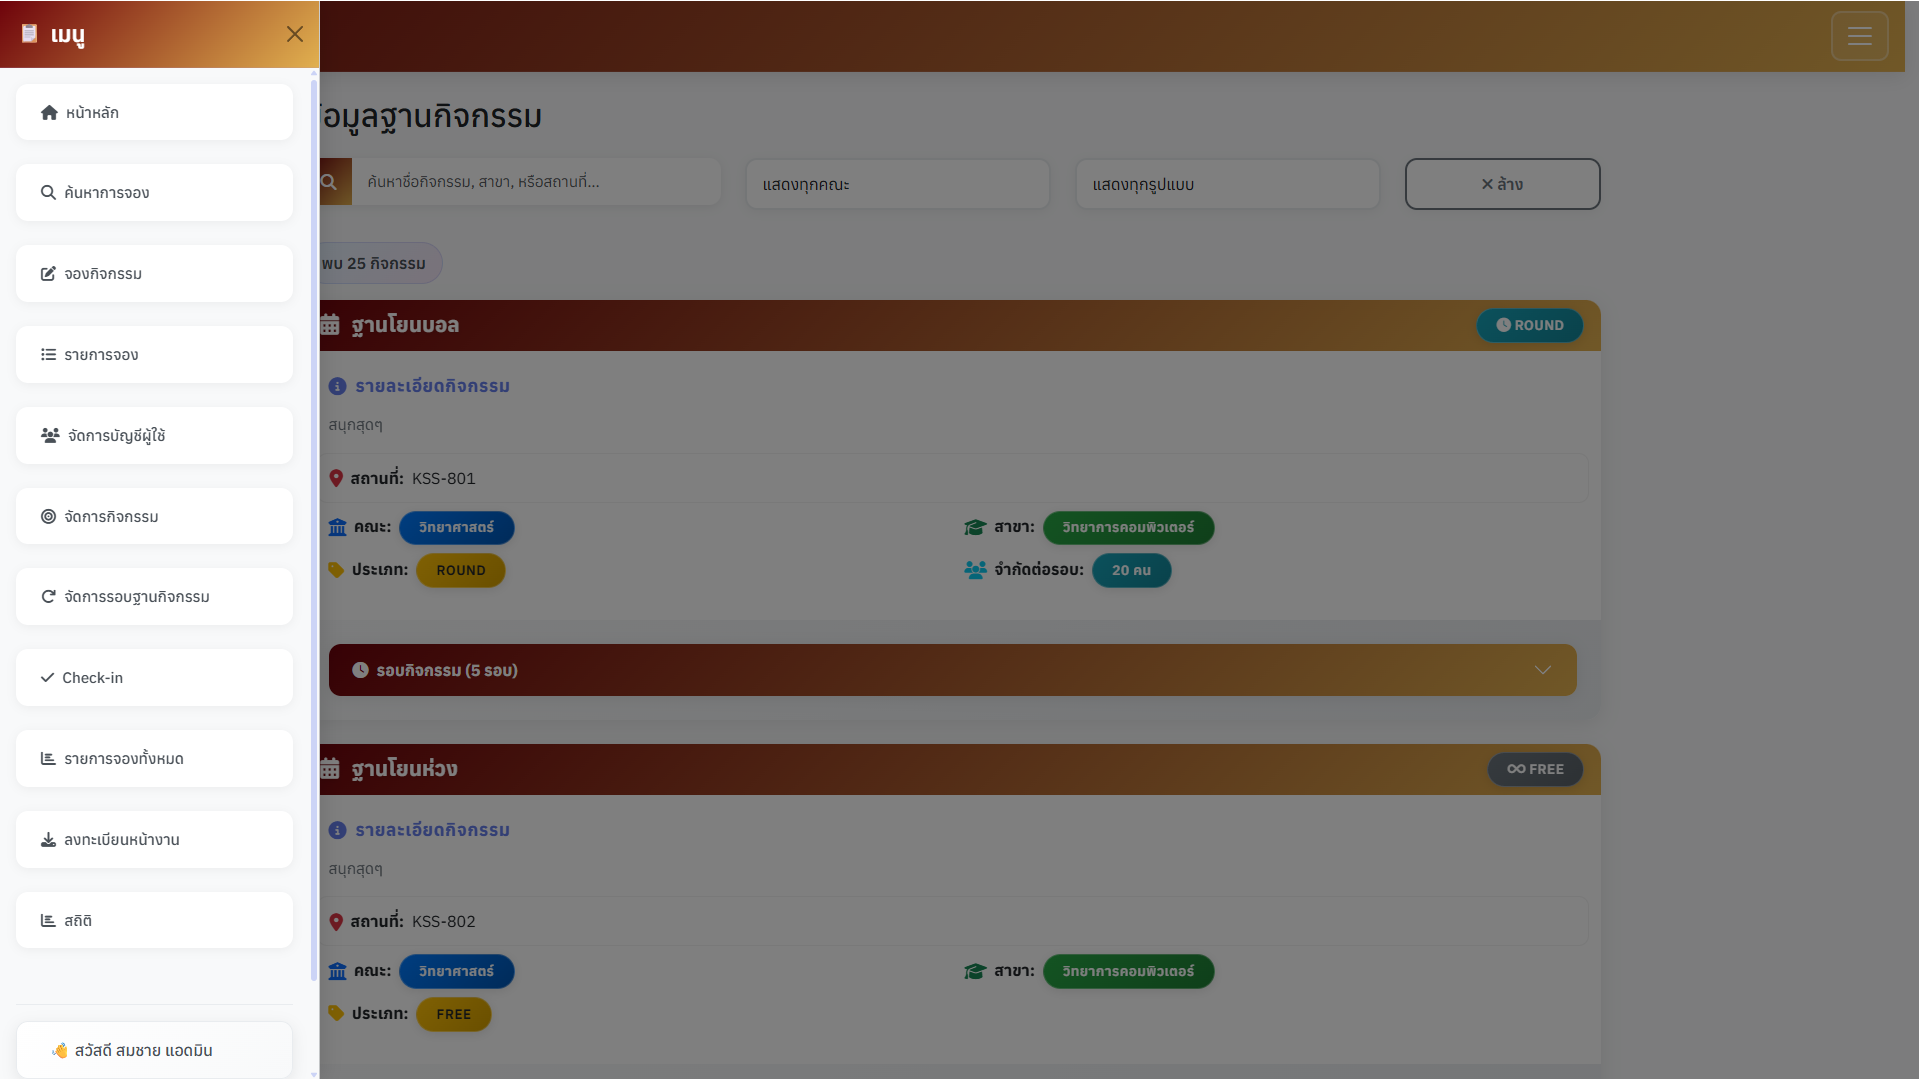 เมนู
หน้าหลัก
ค้นหาการจอง
จองกิจกรรม
รายการจอง
จัดการบัญชีผู้ใช้
จัดการกิจกรรม
จัดการรอบฐานกิจกรรม
Check-in
รายการจองทั้งหมด
ลงทะเบียนหน้างาน
สถิติ
สวัสดี สมชาย แอดมิน
อมูลฐานกิจกรรม
ค้นหาชื่อกิจกรรม, สาขา, หรือสถานที่...
แสดงทุกคณะ
แสดงทุกรูปแบบ
ล้าง
พบ 25 กิจกรรม
ฐานโยนบอล
ROUND
รายละเอียดกิจกรรม
สนุกสุดๆ
สถานที่: KSS-801
คณะ: วิทยาศาสตร์
สาขา: วิทยาการคอมพิวเตอร์
ประเภท: ROUND
จำกัดต่อรอบ: 20 คน
รอบกิจกรรม (5 รอบ)
ฐานโยนห่วง
FREE
รายละเอียดกิจกรรม
สนุกสุดๆ
สถานที่: KSS-802
คณะ: วิทยาศาสตร์
สาขา: วิทยาการคอมพิวเตอร์
ประเภท: FREE